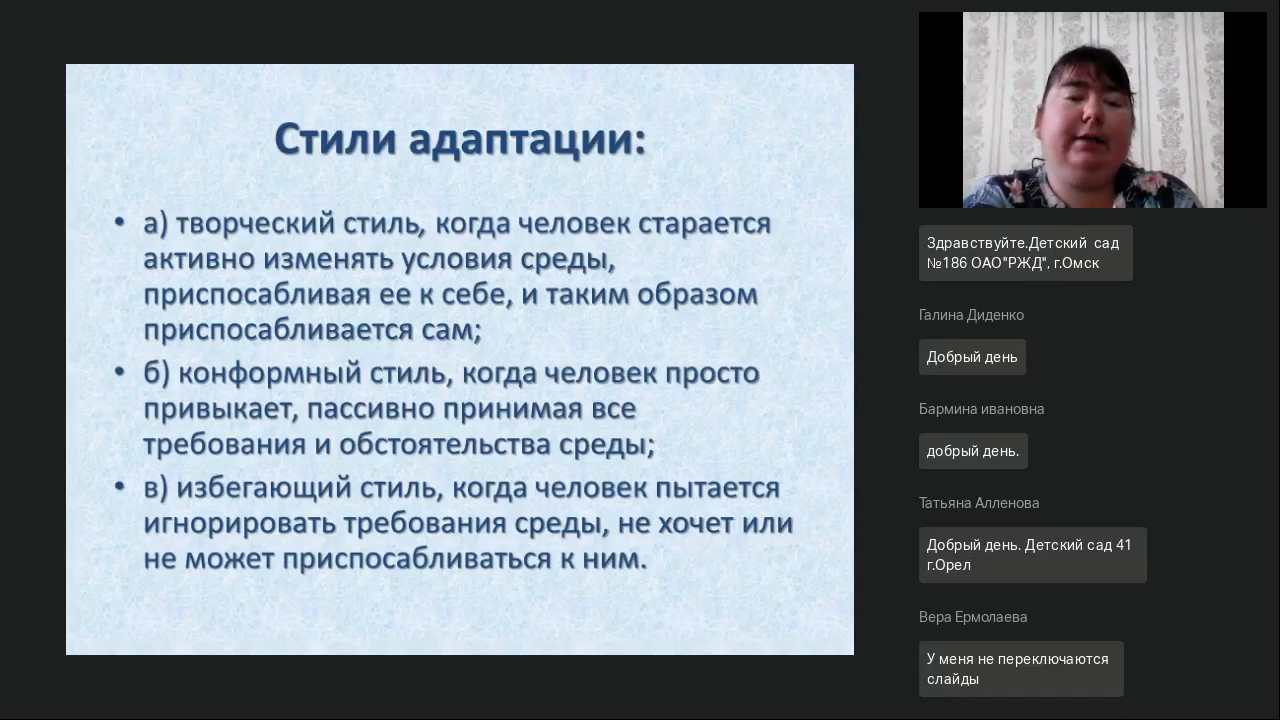 Стили адаптации:
• а) творческий стиль, когда человек старается
активно изменять условия среды,
приспосабливая ее к себе, и таким образом
приспосабливается сам;
• б) конформный стиль, когда человек просто
привыкает, пассивно принимая все
требования и обстоятельства среды;
• в) избегающий стиль, когда человек пытается
игнорировать требования среды, не хочет или
не может приспосабливаться к ним.
Здравствуйте.Детский сад
№186 ОАО"РЖД", г.Омск
Галина Диденко
Добрый день
Бармина ивановна
добрый день.
Татьяна Алленова
Добрый день. Детский сад 41
г.Орел
Вера Ермолаева
У меня не переключаются
слайды